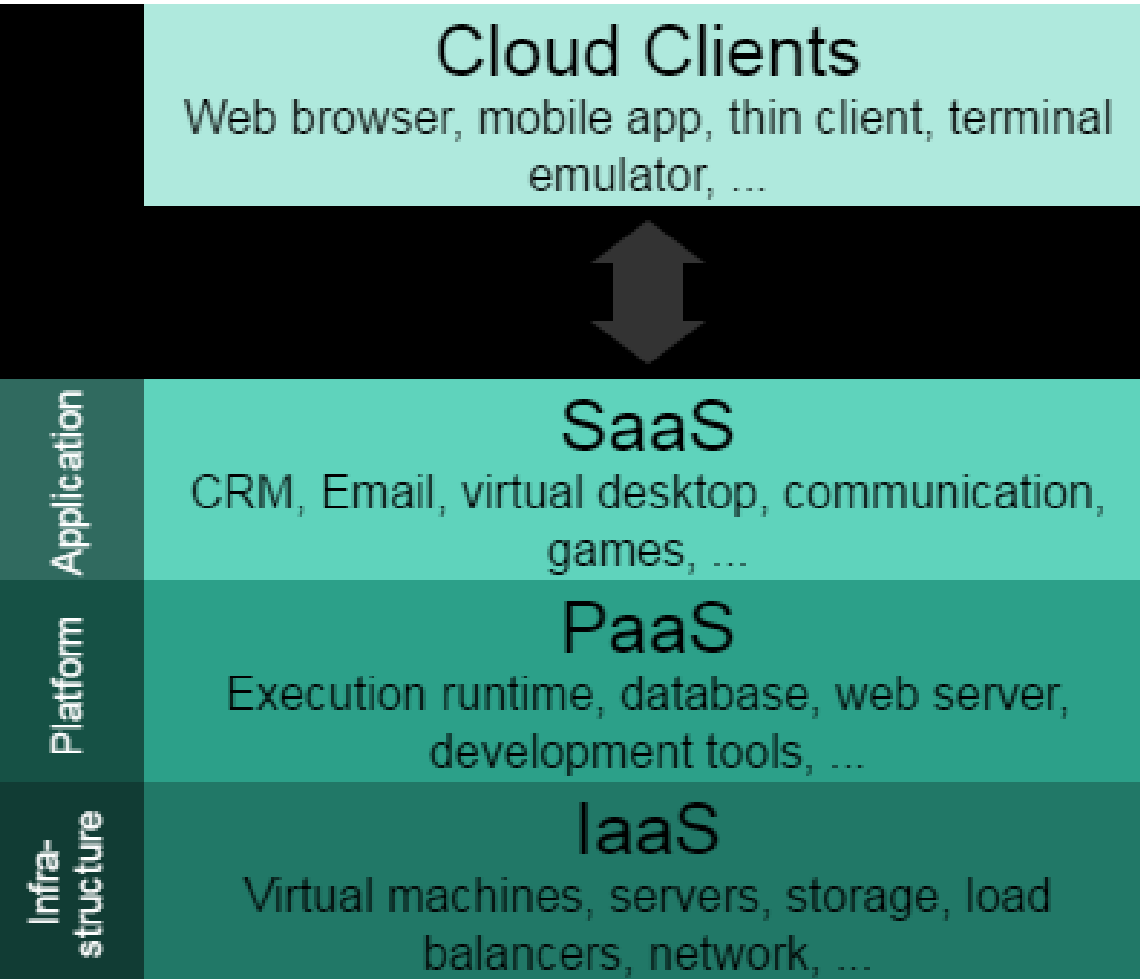 Cloud Clients
Web browser, mobile app, thin client, terminal
emulator, ...
Application
SaaS
CRM, Email, virtual desktop, communication,
games, ...
Platform
PaaS
Execution runtime, database, web server,
development tools, ...
Infra-
structure
IaaS
Virtual machines, servers, storage, load
balancers, network, ...